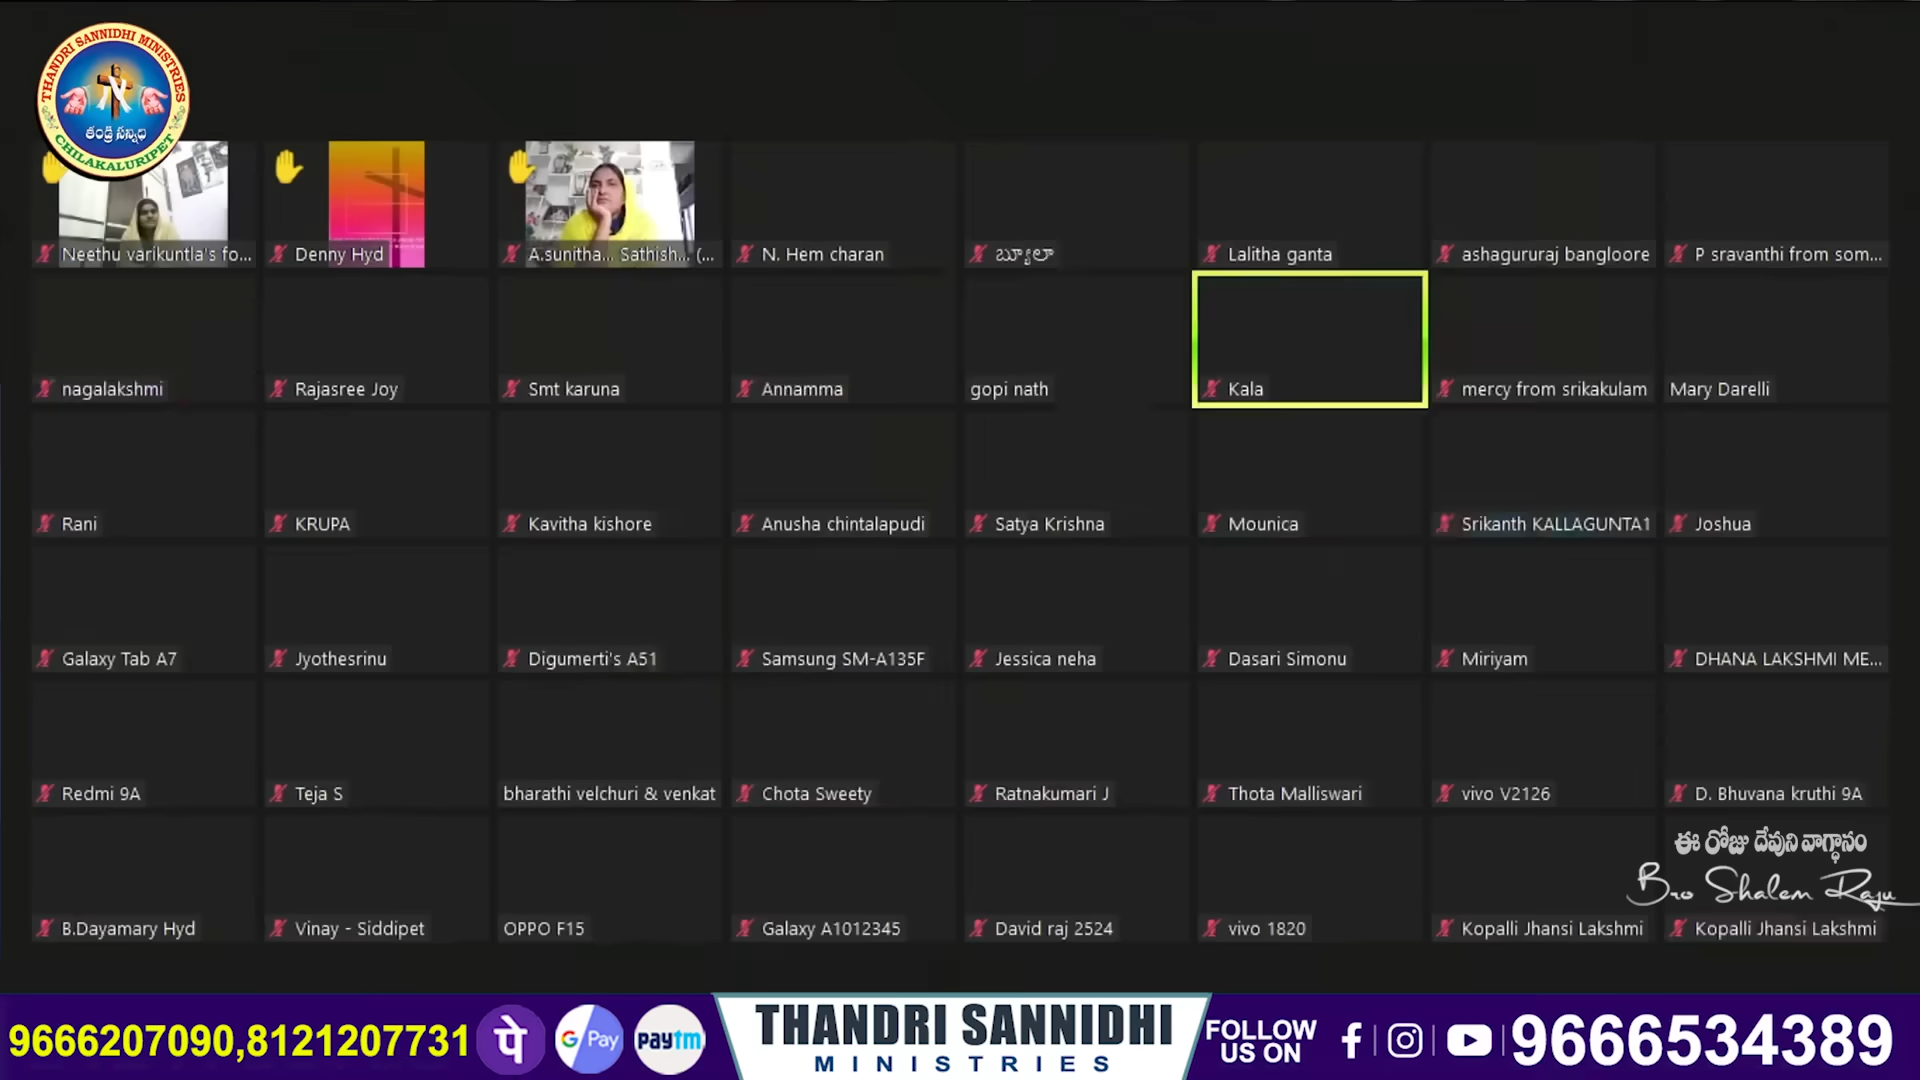 THANDRI SANNIDHI MINISTRIES
తండ్రి సన్నిధి
CHILAKALURIPET
Neethu varikuntla's fo...
Denny Hyd
A.sunitha... Sathish... (...
N. Hem charan
బ్యూలా
Lalitha ganta
ashagururaj bangloore
P sravanthi from som...
nagalakshmi
Rajasree Joy
Smt karuna
Annamma
gopi nath
Kala
mercy from srikakulam
Mary Darelli
Rani
KRUPA
Kavitha kishore
Anusha chintalapudi
Satya Krishna
Mounica
Srikanth KALLAGUNTA1
Joshua
Galaxy Tab A7
Jyothesrinu
Digumerti's A51
Samsung SM-A135F
Jessica neha
Dasari Simonu
Miriyam
DHANA LAKSHMI ME...
Redmi 9A
Teja S
bharathi velchuri & venkat
Chota Sweety
Ratnakumari J
Thota Malliswari
vivo V2126
D. Bhuvana kruthi 9A
ఈ రోజు దేవుని వాగ్ధానం
Bro Shalem Raju
B.Dayamary Hyd
Vinay - Siddipet
OPPO F15
Galaxy A1012345
David raj 2524
vivo 1820
Kopalli Jhansi Lakshmi
Kopalli Jhansi Lakshmi
9666207090,8121207731
पे
G Pay
paytm
THANDRI SANNIDHI
MINISTRIES
FOLLOW
US ON
9666534389